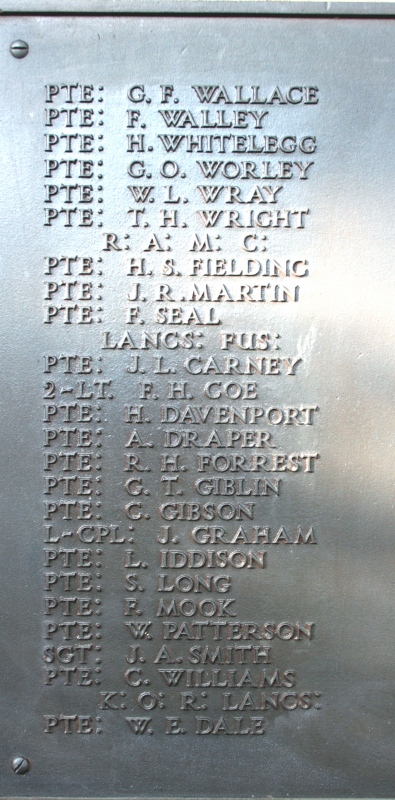 PTE: G. F. WALLACE
PTE: F. WALLEY
PTE: H. WHITELEGG
PTE: G. O. WORLEY
PTE: W. L. WRAY
PTE: T. H. WRIGHT
R: A: M: C:
PTE: H. S. FIELDING
PTE: J. R. MARTIN
PTE: F. SEAL
LANCS: FUS:
PTE: J. L. CARNEY
2-LT. F. H. COE
PTE: H. DAVENPORT
PTE: A. DRAPER
PTE: R. H. FORREST
PTE: G. T. GIBLIN
PTE: C. GIBSON
L-CPL: J. GRAHAM
PTE: L. IDDISON
PTE: S. LONG
PTE: F. MOOK
PTE: W. PATTERSON
SGT: J. A. SMITH
PTE: C. WILLIAMS
K: O: R: LANCS:
PTE: W. E. DALE